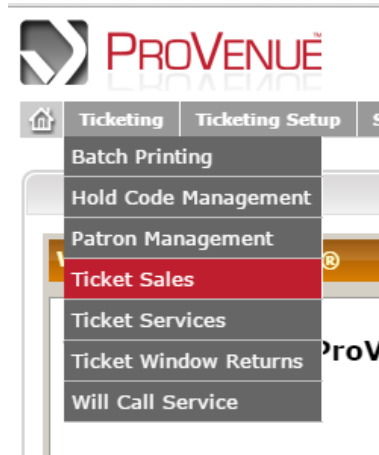 PROVENUE
Ticketing Ticketing Setup
Batch Printing
Hold Code Management
Patron Management
®
Ticket Sales
Ticket Services
Ticket Window Returns
Will Call Service